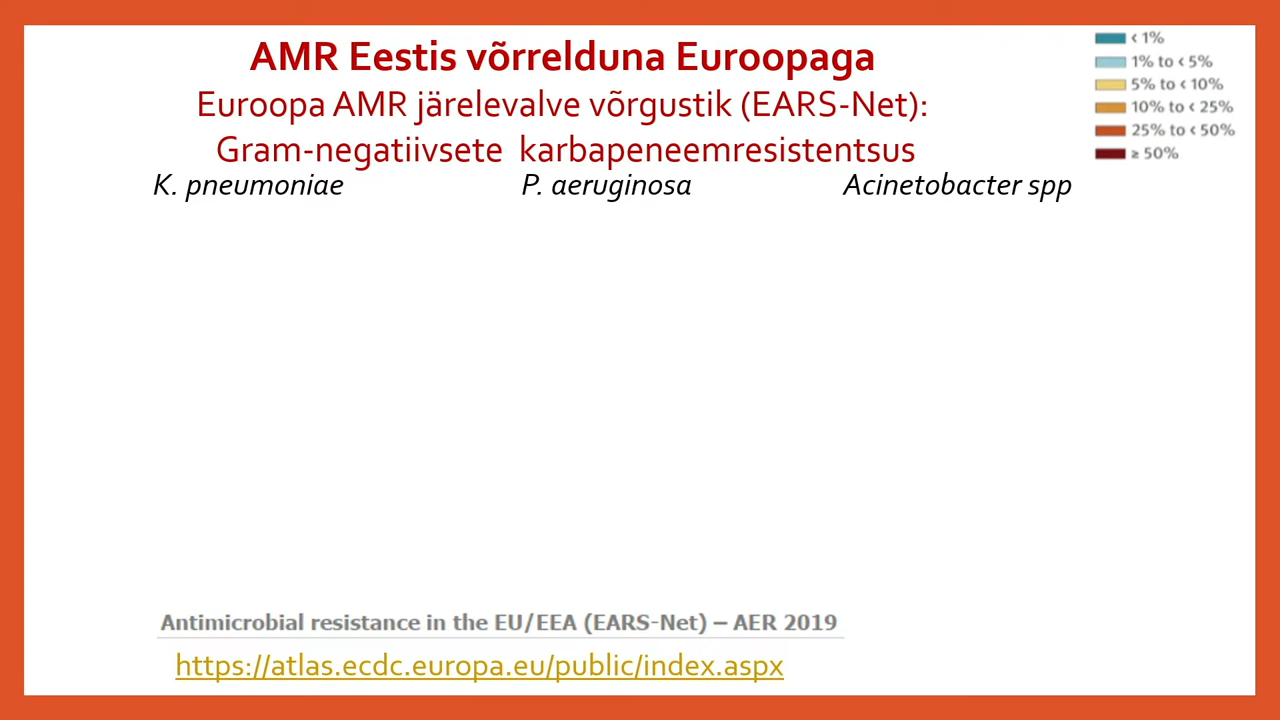 AMR Eestis võrrelduna Euroopaga
Euroopa AMR järelevalve võrgustik (EARS-Net):
Gram-negatiivsete karbapeneemresistentsus
K. pneumoniae
P. aeruginosa
Acinetobacter spp
< 1%
1% to < 5%
5% to < 10%
10% to < 25%
25% to < 50%
≥ 50%
Antimicrobial resistance in the EU/EEA (EARS-Net) – AER 2019
https://atlas.ecdc.europa.eu/public/index.aspx